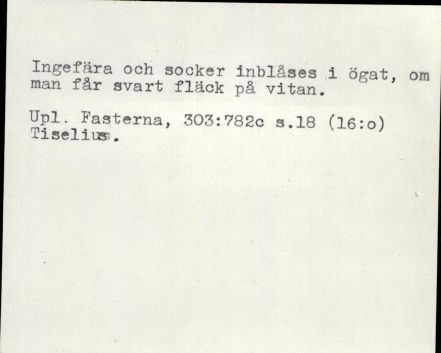 Ingefära och socker inblåses i ögat, om
man får svart fläck på vitan.
Upl. Fasterna, 303:782c s.18 (16:o)
Tiselius.